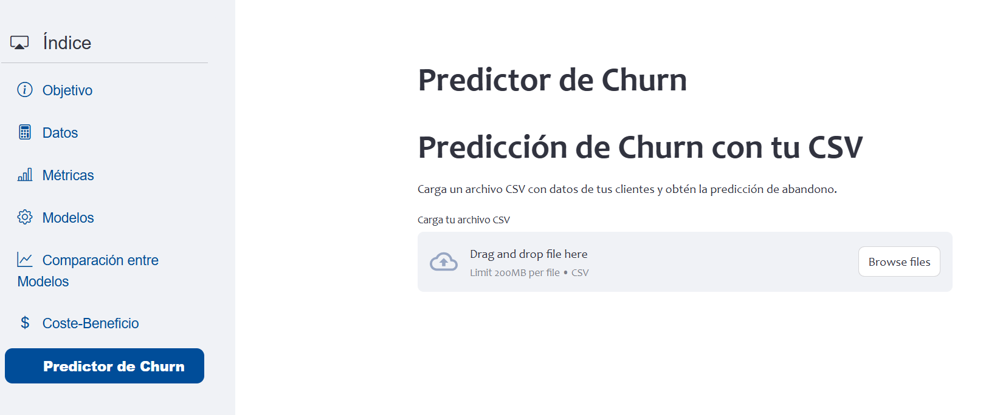 Índice
Objetivo
Datos
Métricas
Modelos
Comparación entre
Modelos
$ Coste-Beneficio
Predictor de Churn
Predictor de Churn
Predicción de Churn con tu CSV
Carga un archivo CSV con datos de tus clientes y obtén la predicción de abandono.
Carga tu archivo CSV
Drag and drop file here
Limit 200MB per file • CSV
Browse files